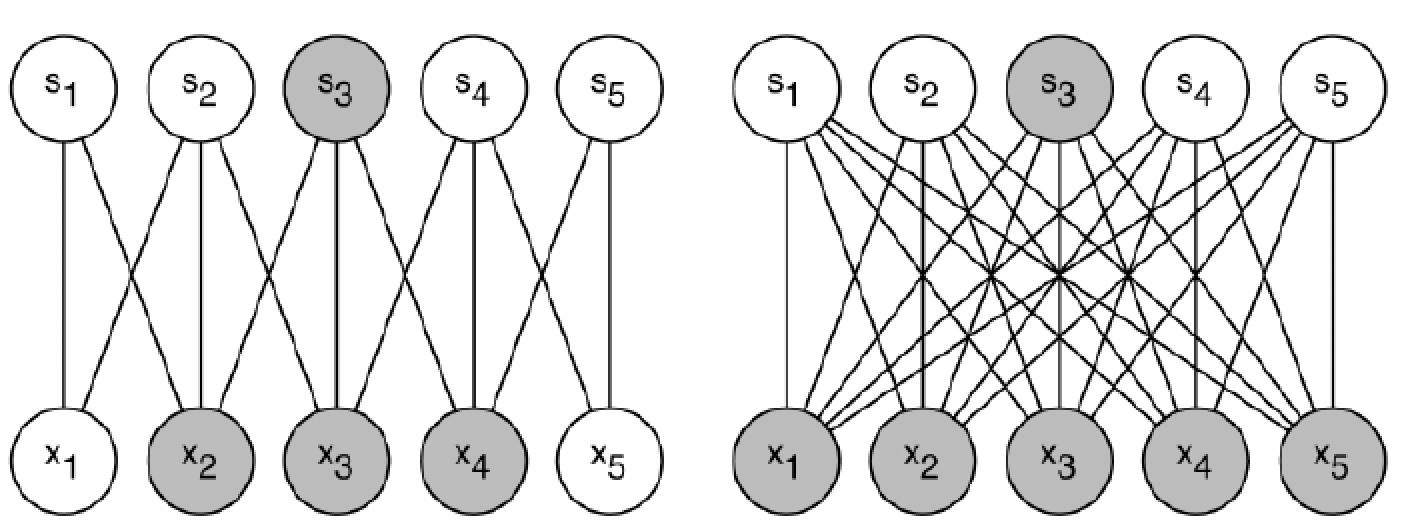 s1 s2 s3 s4 s5 s1 s2 s3 s4 s5
x1 x2 x3 x4 x5 x1 x2 x3 x4 x5